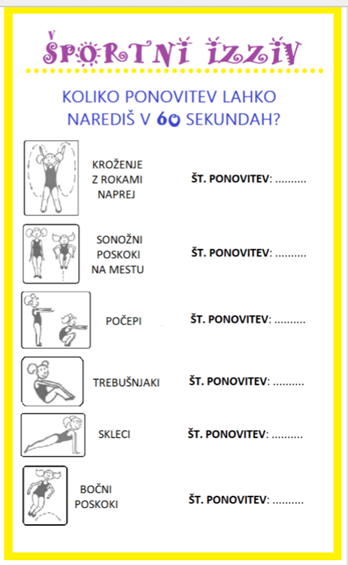 ŠPORTNI IZZIV
KOLIKO PONOVITEV LAHKO
NAREDIŠ V 60 SEKUNDAH?
KROŽENJE
Z ROKAMI
NAPREJ
ŠT. PONOVITEV: ..........
SONOŽNI
POSKOKI
NA MESTU
ŠT. PONOVITEV: ..........
POČEPI
ŠT. PONOVITEV: ..........
TREBUŠNJAKI
ŠT. PONOVITEV: ..........
SKLECI
ŠT. PONOVITEV: ..........
BOČNI
POSKOKI
ŠT. PONOVITEV: ..........